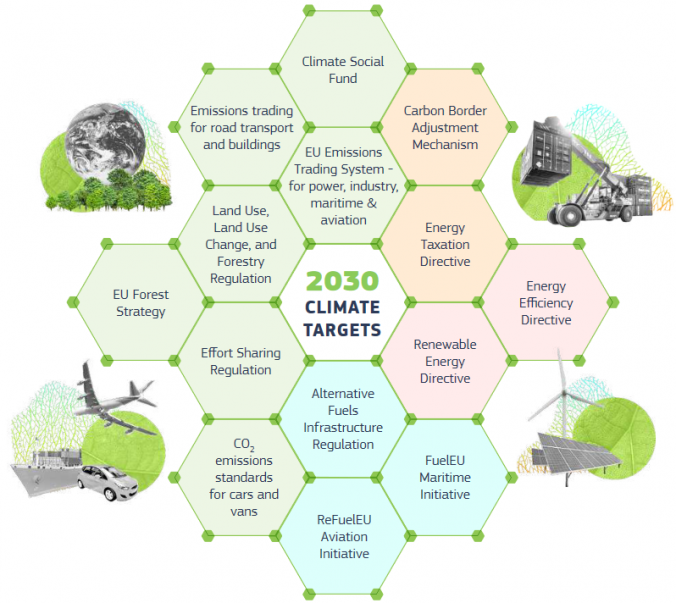 Climate Social
Fund
Emissions trading
for road transport
and buildings
Carbon Border
Adjustment
Mechanism
EU Emissions
Trading System -
for power, industry,
maritime &
aviation
Land Use,
Land Use
Change, and
Forestry
Regulation
Energy
Taxation
Directive
EU Forest
Strategy
2030
CLIMATE
TARGETS
Energy
Efficiency
Directive
Effort Sharing
Regulation
Renewable
Energy
Directive
Alternative
Fuels
Infrastructure
Regulation
CO₂
emissions
standards
for cars and
vans
FuelEU
Maritime
Initiative
ReFuelEU
Aviation
Initiative